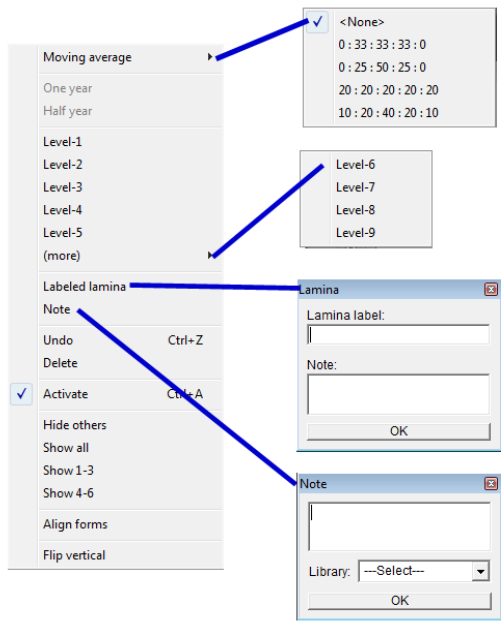 Moving average
One year
Half year
Level-1
Level-2
Level-3
Level-4
Level-5
(more)
Labeled lamina
Note
Undo Ctrl+Z
Delete
Activate Ctrl+A
Hide others
Show all
Show 1-3
Show 4-6
Align forms
Flip vertical
<None>
0 : 33 : 33 : 33 : 0
0 : 25 : 50 : 25 : 0
20 : 20 : 20 : 20 : 20
10 : 20 : 40 : 20 : 10
Level-6
Level-7
Level-8
Level-9
Lamina
Lamina label:
Note:
OK
Note
Library: ---Select---
OK